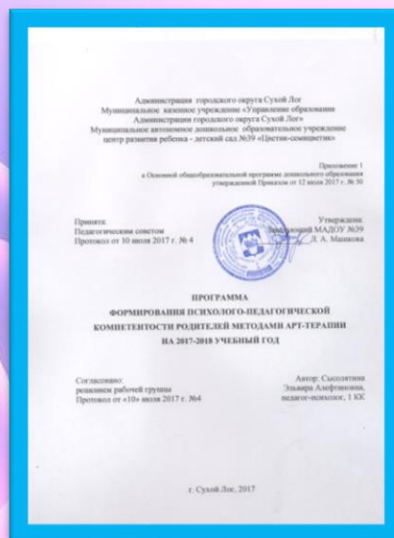 Администрация городского округа Сухой Лог
Муниципальное казенное учреждение «Управление образования
Администрации городского округа Сухой Лог»
Муниципальное автономное дошкольное образовательное учреждение
центр развития ребенка - детский сад №39 «Цветик-семицветик»
Приложение 1
к Основной общеобразовательной программе дошкольного образования
утвержденной Приказом от 12 июля 2017 г. № 50
Принята: Утверждена:
Педагогическим советом Заведующий МАДОУ №39
Протокол от 10 июля 2017 г. № 4 Л. А. Машкова
ПРОГРАММА
ФОРМИРОВАНИЯ ПСИХОЛОГО-ПЕДАГОГИЧЕСКОЙ
КОМПЕТЕНТОСТИ РОДИТЕЛЕЙ МЕТОДАМИ АРТ-ТЕРАПИИ
НА 2017-2018 УЧЕБНЫЙ ГОД
Согласовано: Автор: Сысолятина
решением рабочей группы Эльвира Алефтиновна,
Протокол от «10» июля 2017 г. №4 педагог-психолог, 1 КК
г. Сухой Лог, 2017